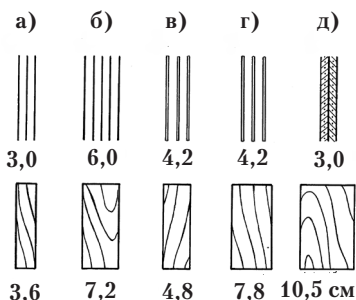 а) б) в) г) д)
3,0 6,0 4,2 4,2 3,0
3,6 7,2 4,8 7,8 10,5 см